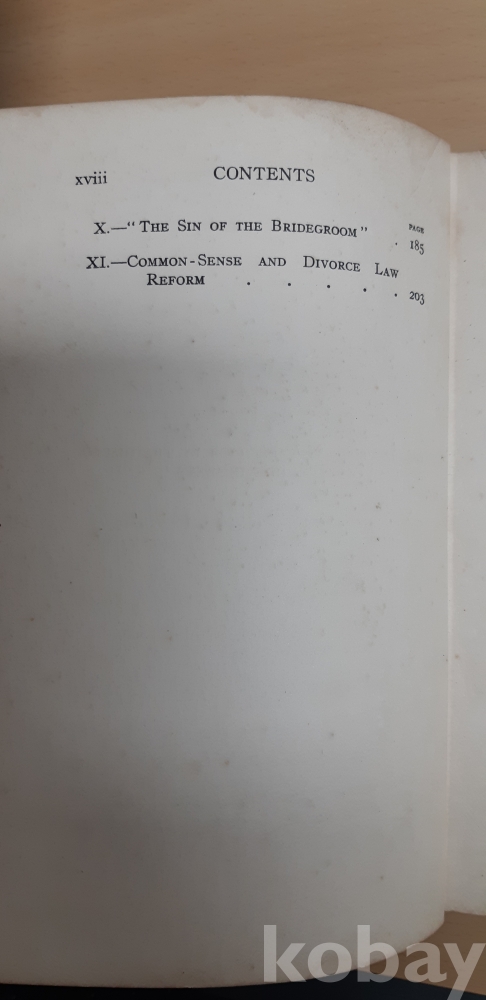 xviii CONTENTS
PAGE
X.—"THE SIN OF THE BRIDEGROOM" . 185
XI.—COMMON-SENSE AND DIVORCE LAW
REFORM . . . . . 203
kobay